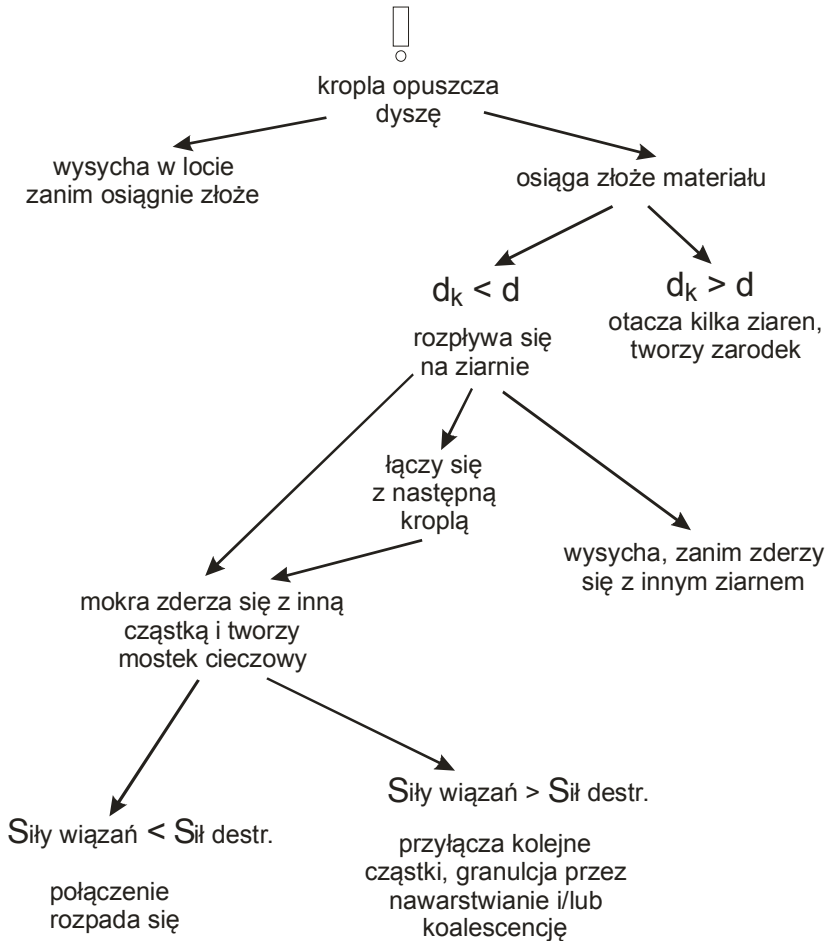 kropla opuszcza
dyszę
wysycha w locie
zanim osiągnie złoże
osiąga złoże materiału
dk < d
rozpływa się
na ziarnie
dk > d
otacza kilka ziaren,
tworzy zarodek
łączy się
z następną
kroplą
wysycha, zanim zderzy
się z innym ziarnem
mokra zderza się z inną
cząstką i tworzy
mostek cieczowy
Siły wiązań < Sił destr.
połączenie
rozpada się
Siły wiązań > Sił destr.
przyłącza kolejne
cząstki, granulcja przez
nawarstwianie i/lub
koalescencję